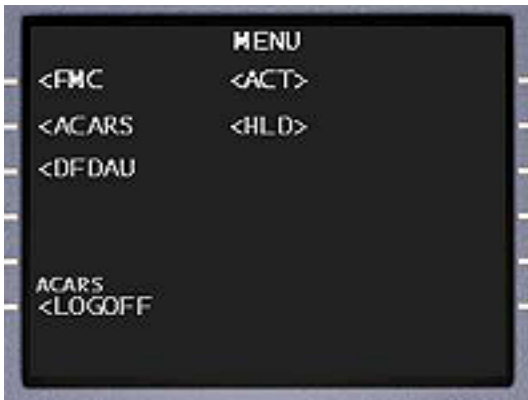 MENU
<FMC <ACT>
<ACARS <HLD>
<DFDAU
ACARS
<LOGOFF